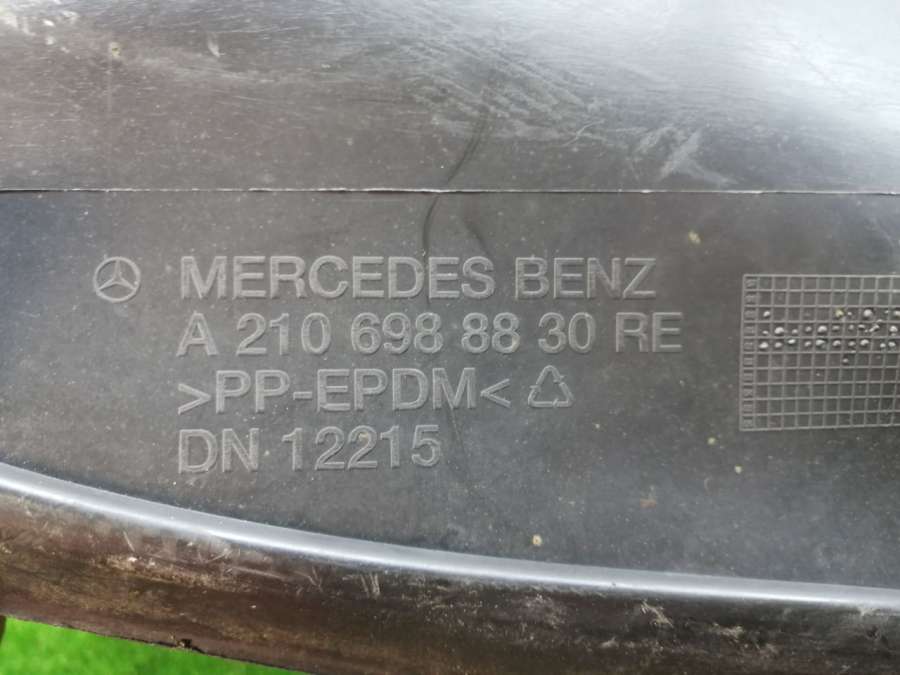 MERCEDES BENZ
A 210 698 88 30 RE
>PP-EPDM<
DN 12215